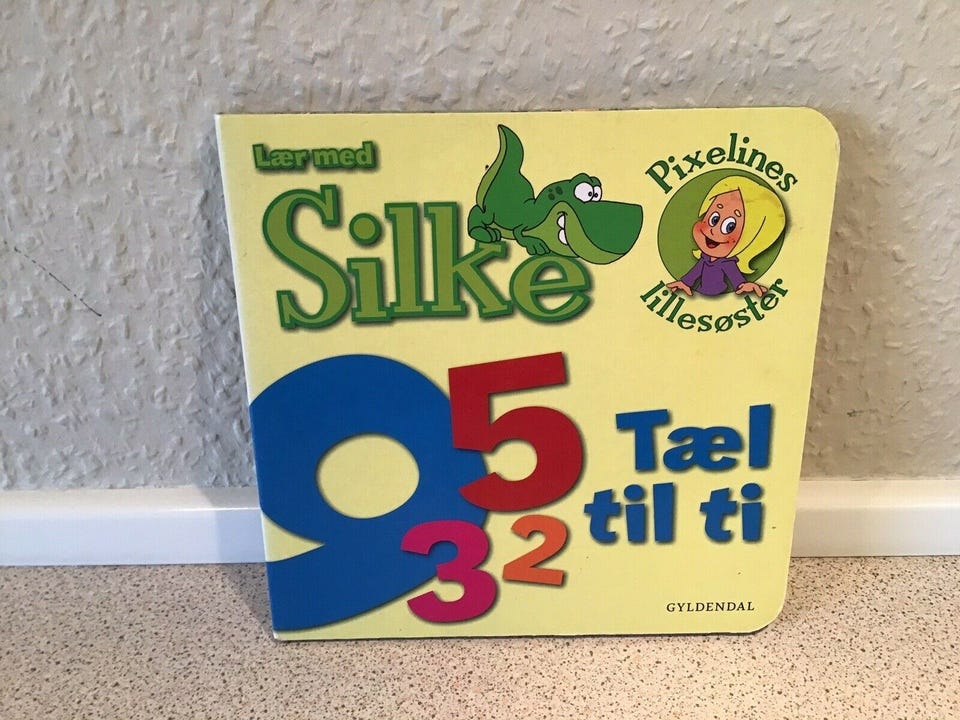 Lær med
Silke
Pixelines
lillesøster
9 5
3 2
Tæl
til ti
GYLDENDAL